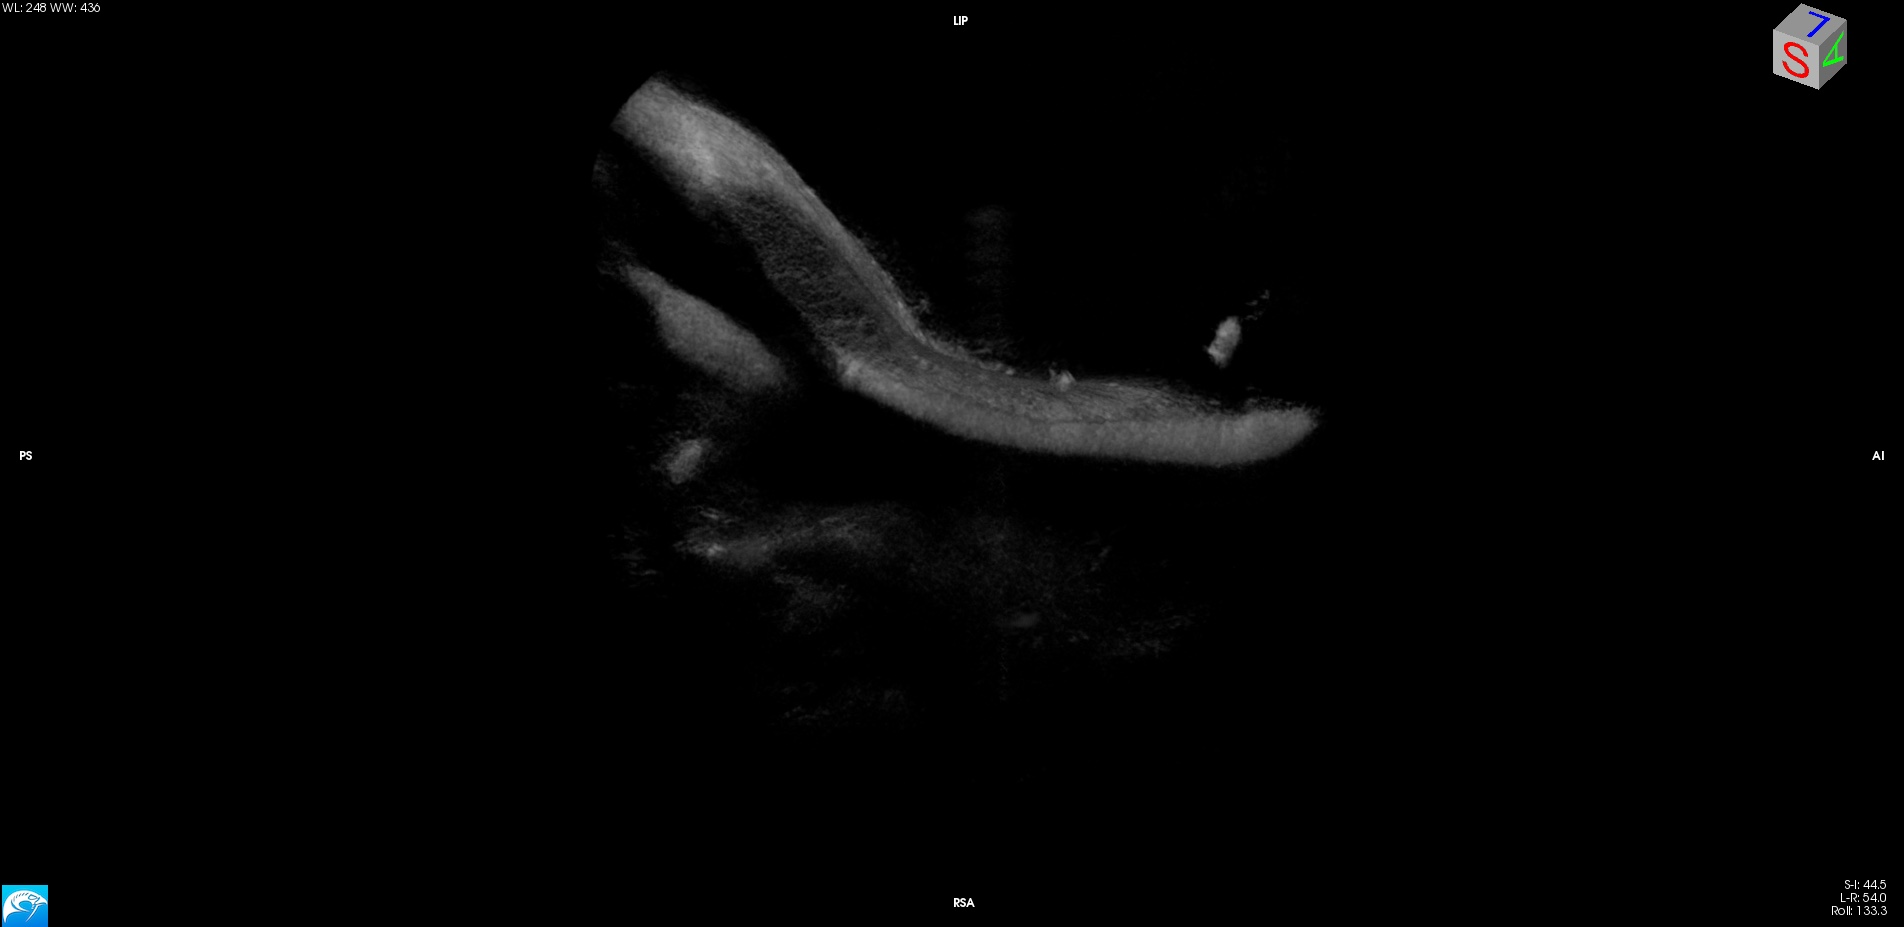 WL: 248 WW: 436
LIP
L
S
A
PS
AI
S-I: 44.5
L-R: 54.0
Roll: 133.3
RSA